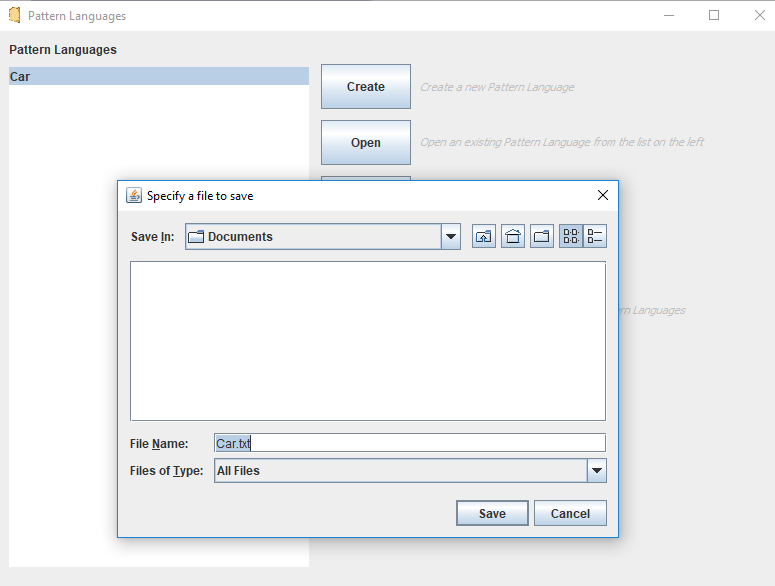 Pattern Languages
Pattern Languages
Car
Create
Create a new Pattern Language
Open
Open an existing Pattern Language from the list on the left
Specify a file to save
Save In:
Documents
Languages
File Name:
Car.txt
Files of Type:
All Files
Save
Cancel